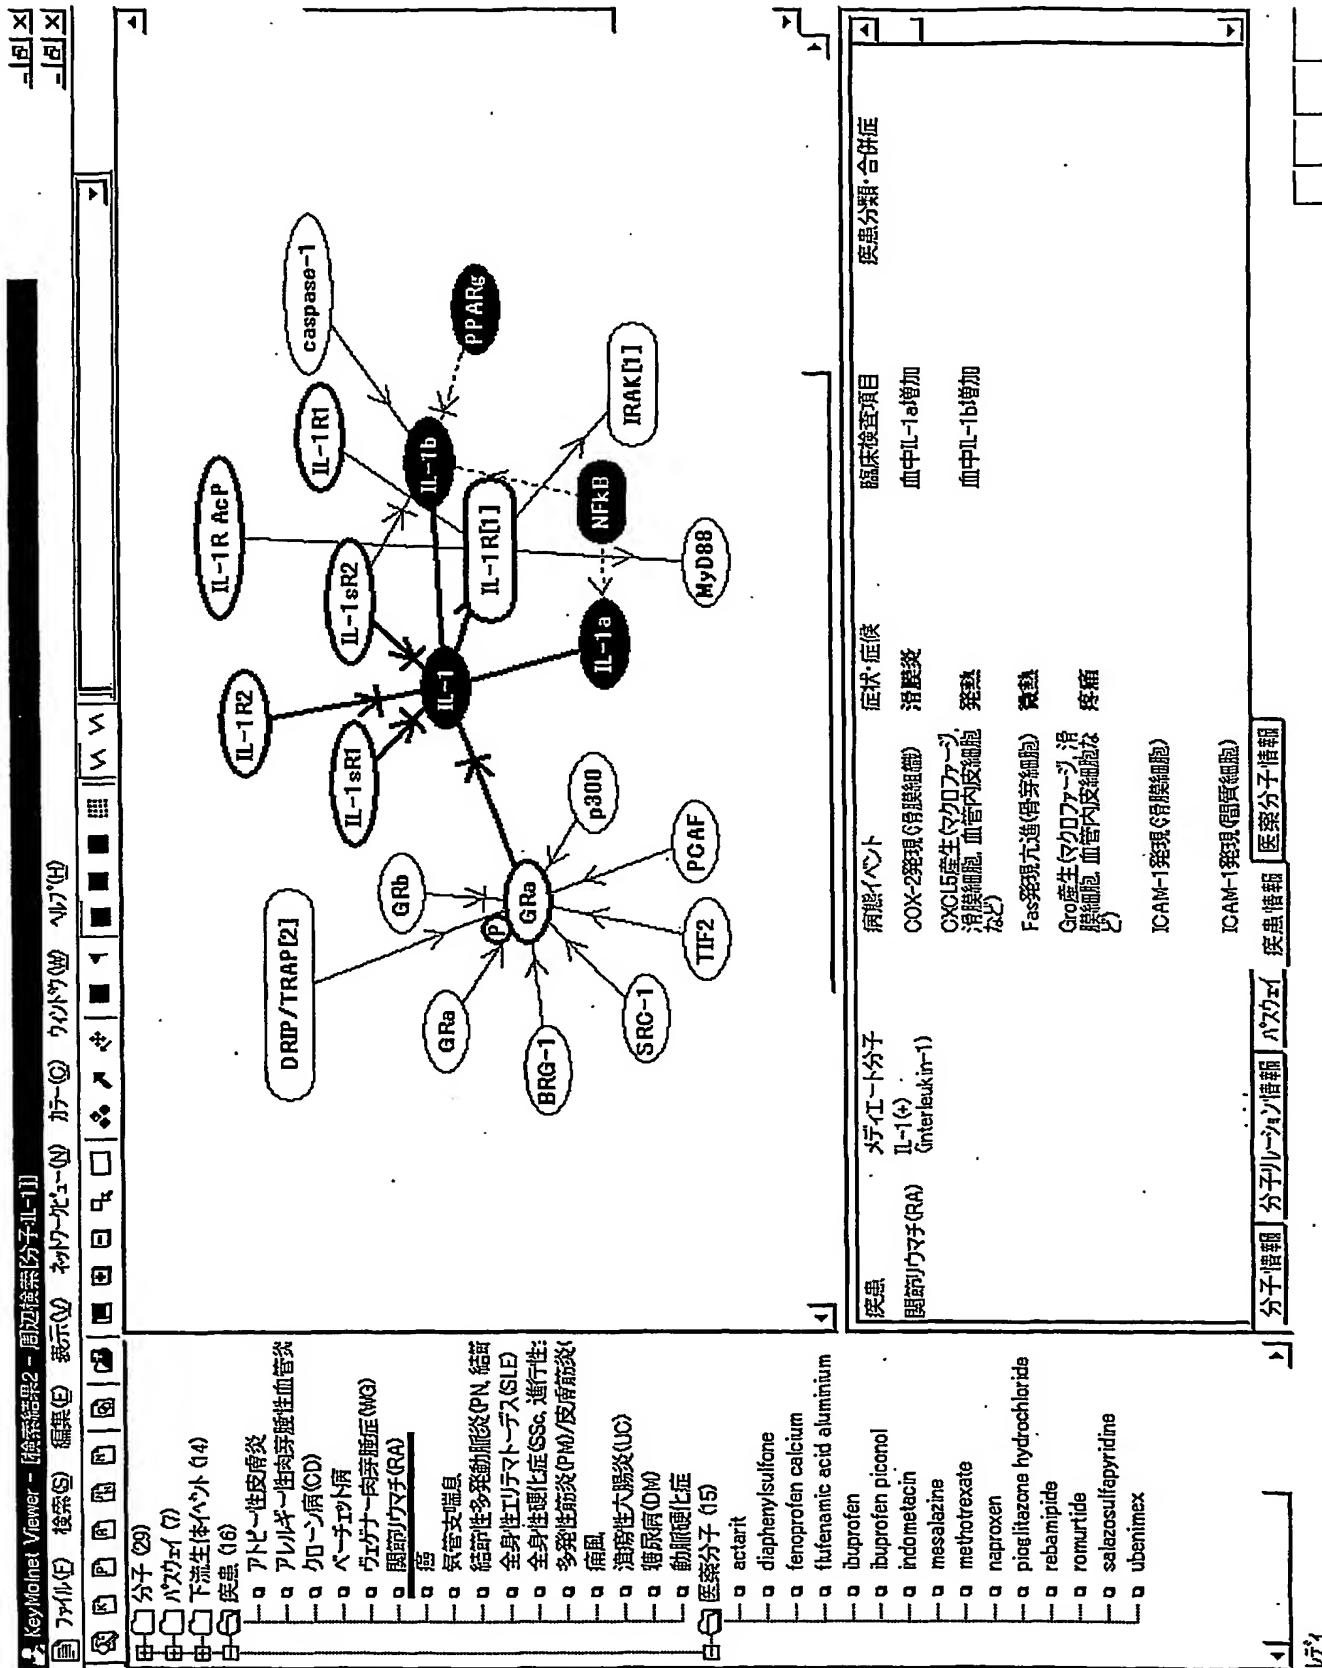 KeyMolnet Viewer - [検索結果2 - 周辺検索[分子:IL-1]]
ファイル(F) 検索(S) 編集(E) 表示(V) ネットワークビュー(N) カラー(C) ウィンドウ(W) ヘルプ(H)
分子 (29)
パスウェイ (7)
下流生体イベント (14)
疾患 (16)
アトピー性皮膚炎
アレルギー性肉芽腫性血管炎
クローン病(CD)
ベーチェット病
ウェゲナー肉芽腫症(WG)
関節リウマチ(RA)
癌
気管支喘息
結節性多発動脈炎(PN, 結節
全身性エリテマトーデス(SLE)
全身性硬化症(SSc, 進行性:
多発性筋炎(PM)/皮膚筋炎(
痛風
潰瘍性大腸炎(UC)
糖尿病(DM)
動脈硬化症
医薬分子 (15)
actarit
diaphenylsulfone
fenoprofen calcium
flufenamic acid aluminium
ibuprofen
ibuprofen piconol
indometacin
mesalazine
methotrexate
naproxen
pioglitazone hydrochloride
rebamipide
romurtide
salazosulfapyridine
ubenimex
DRIP/TRAP[2]
GRb
GRa
P
GRa
BRG-1
SRC-1
TIF2
PCAF
p300
IL-1R2
IL-1sR1
IL-1sR2
IL-1
IL-1R AcP
IL-1R1
caspase-1
IL-1b
PPARg
IL-1R[1]
IRAK[1]
NFkB
IL-1a
MyD88
疾患 メディエート分子 病態イベント 症状・症候 臨床検査項目 疾患分類・合併症
関節リウマチ(RA) IL-1(+) COX-2発現(滑膜組織) 滑膜炎 血中IL-1a増加
(interleukin-1)
CXCL5産生(マクロファージ, 発熱 血中IL-1b増加
滑膜細胞, 血管内皮細胞
など)
Fas発現亢進(骨芽細胞) 微熱
Gro産生(マクロファージ, 滑 疼痛
膜細胞, 血管内皮細胞な
ど)
ICAM-1発現(滑膜細胞)
ICAM-1発現(間質細胞)
分子情報 分子リレーション情報 パスウェイ 疾患情報 医薬分子情報
レディ